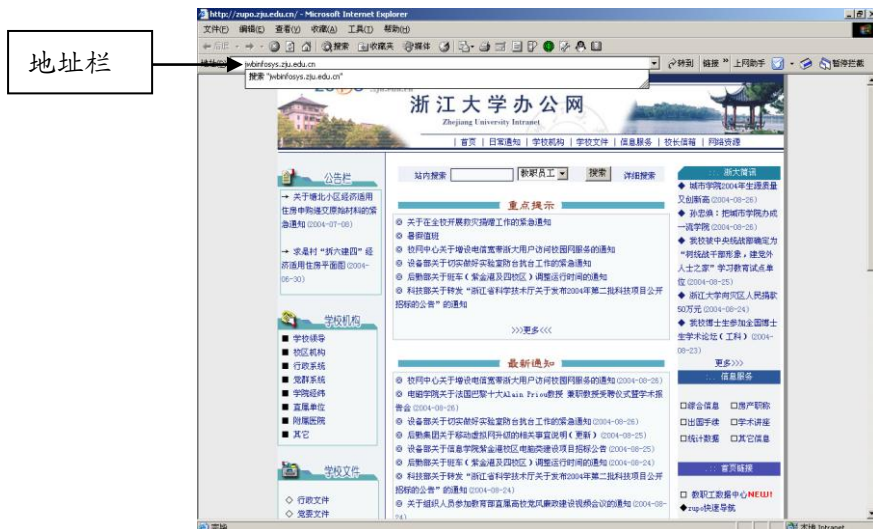 http://zupo.zju.edu.cn/ - Microsoft Internet Explorer
文件(F) 编辑(E) 查看(V) 收藏(A) 工具(T) 帮助(H)
后退 搜索 收藏夹 媒体
地址栏
jwbinfosys.zju.edu.cn 转到 链接 » 上网助手 暂停拦截
搜索 "jwbinfosys.zju.edu.cn"
浙江大学办公网
Zhejiang University Intranet
| 首页 | 日常通知 | 学校机构 | 学校文件 | 信息服务 | 校长信箱 | 网络资源
公告栏
→ 关于塘北小区经济适用
住房申购递交原始材料的紧
急通知(2004-07-08)
→ 求是村“拆六建四”经
济适用住房平面图(2004-
06-30)
学校机构
■ 学校领导
■ 校区机构
■ 行政系统
■ 党群系统
■ 学院经纬
■ 直属单位
■ 附属医院
■ 其它
学校文件
◇ 行政文件
◇ 党委文件
站内搜索 教职员工 搜索 详细搜索
重点提示
关于在全校开展救灾捐赠工作的紧急通知
暑假值班
校网中心关于增设电信宽带浙大用户访问校园网服务的通知
设备部关于切实做好实验室防台抗台工作的紧急通知
后勤部关于班车(紫金港及四校区)调整运行时间的通知
科技部关于转发“浙江省科学技术厅关于发布2004年第二批科技项目公开
招标的公告”的通知
>>>更多<<<
最新通知
校网中心关于增设电信宽带浙大用户访问校园网服务的通知(2004-08-26)
电磁学院关于法国巴黎十大Alain Priou教授 兼职教授受聘仪式暨学术报
告会(2004-08-26)
设备部关于切实做好实验室防台抗台工作的紧急通知(2004-08-26)
后勤集团关于移动虚拟网升级的相关事宜说明(更新)(2004-08-25)
设备部关于信息学院紫金港校区电脑类建设项目招标公告(2004-08-25)
后勤部关于班车(紫金港及四校区)调整运行时间的通知(2004-08-24)
科技部关于转发“浙江省科学技术厅关于发布2004年第二批科技项目公开
招标的公告”的通知(2004-08-24)
关于组织人员参加教育部直属高校党风廉政建设视频会议的通知(2004-08-
24)
浙大简讯
◆ 城市学院2004年生源质量
又创新高(2004-08-26)
◆ 孙忠焕:把城市学院办成
一流学院(2004-08-26)
◆ 我校被中央统战部确定为
“树统战干部形象,建党外
人士之家”学习教育试点单
位(2004-08-25)
◆ 浙江大学向灾区人民捐款
50万元(2004-08-24)
◆ 我校博士生参加全国博士
生学术论坛(工科)(2004-
08-23)
更多>>>
信息服务
□综合信息 □房产职称
□出国手续 □学术讲座
□统计数据 □其它信息
首页链接
□ 教职工数据中心NEW!!
◆zupo快速导航
完毕 本地 Intranet